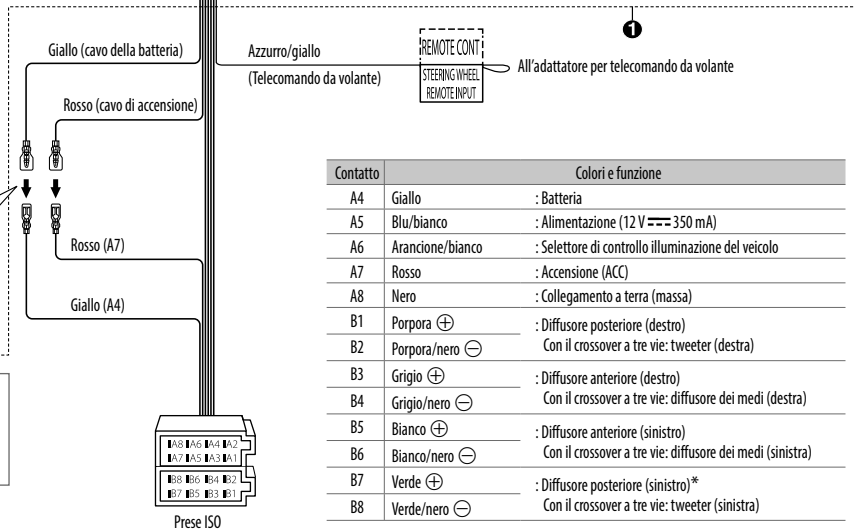 ❶
Giallo (cavo della batteria)
Azzurro/giallo
(Telecomando da volante)
REMOTE CONT
STEERING WHEEL
REMOTE INPUT
All'adattatore per telecomando da volante
Rosso (cavo di accensione)
Rosso (A7)
Giallo (A4)
A8 A6 A4 A2
A7 A5 A3 A1
B8 B6 B4 B2
B7 B5 B3 B1
Prese ISO
Contatto Colori e funzione
A4 Giallo : Batteria
A5 Blu/bianco : Alimentazione (12 V ⎓ 350 mA)
A6 Arancione/bianco : Selettore di controllo illuminazione del veicolo
A7 Rosso : Accensione (ACC)
A8 Nero : Collegamento a terra (massa)
B1 Porpora ⊕ : Diffusore posteriore (destro)
B2 Porpora/nero ⊖ Con il crossover a tre vie: tweeter (destra)
B3 Grigio ⊕ : Diffusore anteriore (destro)
B4 Grigio/nero ⊖ Con il crossover a tre vie: diffusore dei medi (destra)
B5 Bianco ⊕ : Diffusore anteriore (sinistro)
B6 Bianco/nero ⊖ Con il crossover a tre vie: diffusore dei medi (sinistra)
B7 Verde ⊕ : Diffusore posteriore (sinistro)*
B8 Verde/nero ⊖ Con il crossover a tre vie: tweeter (sinistra)